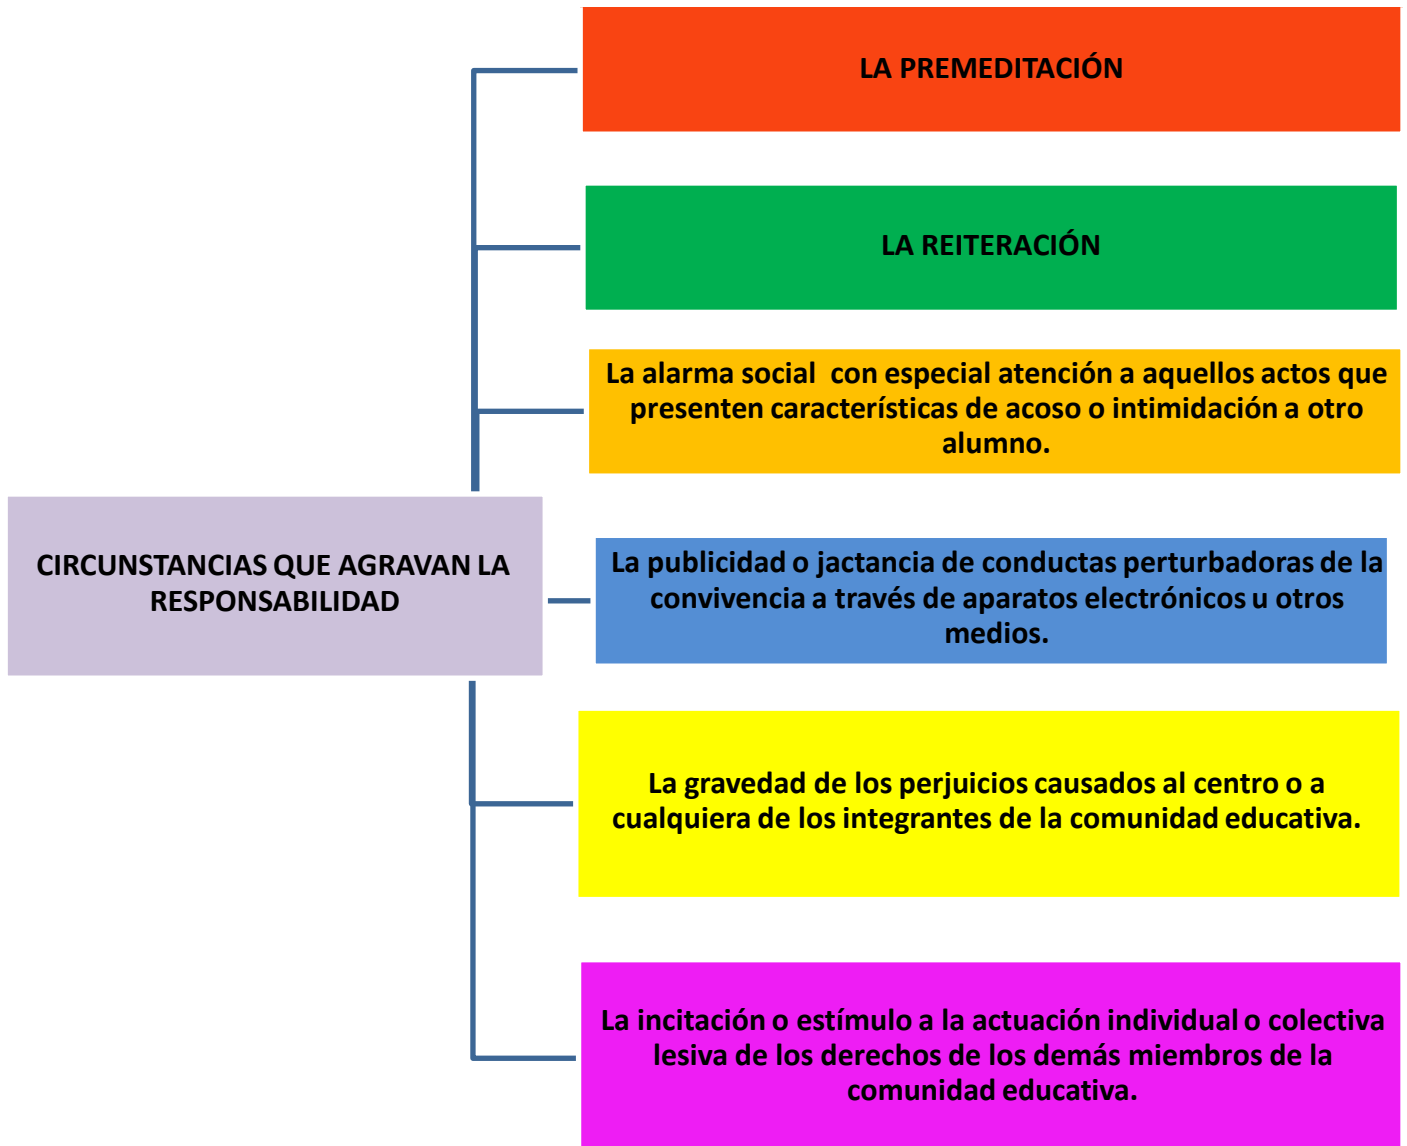 LA PREMEDITACIÓN
LA REITERACIÓN
La alarma social  con especial atención a aquellos actos que
presenten características de acoso o intimidación a otro
alumno.
CIRCUNSTANCIAS QUE AGRAVAN LA
RESPONSABILIDAD
La publicidad o jactancia de conductas perturbadoras de la
convivencia a través de aparatos electrónicos u otros
medios.
La gravedad de los perjuicios causados al centro o a
cualquiera de los integrantes de la comunidad educativa.
La incitación o estímulo a la actuación individual o colectiva
lesiva de los derechos de los demás miembros de la
comunidad educativa.